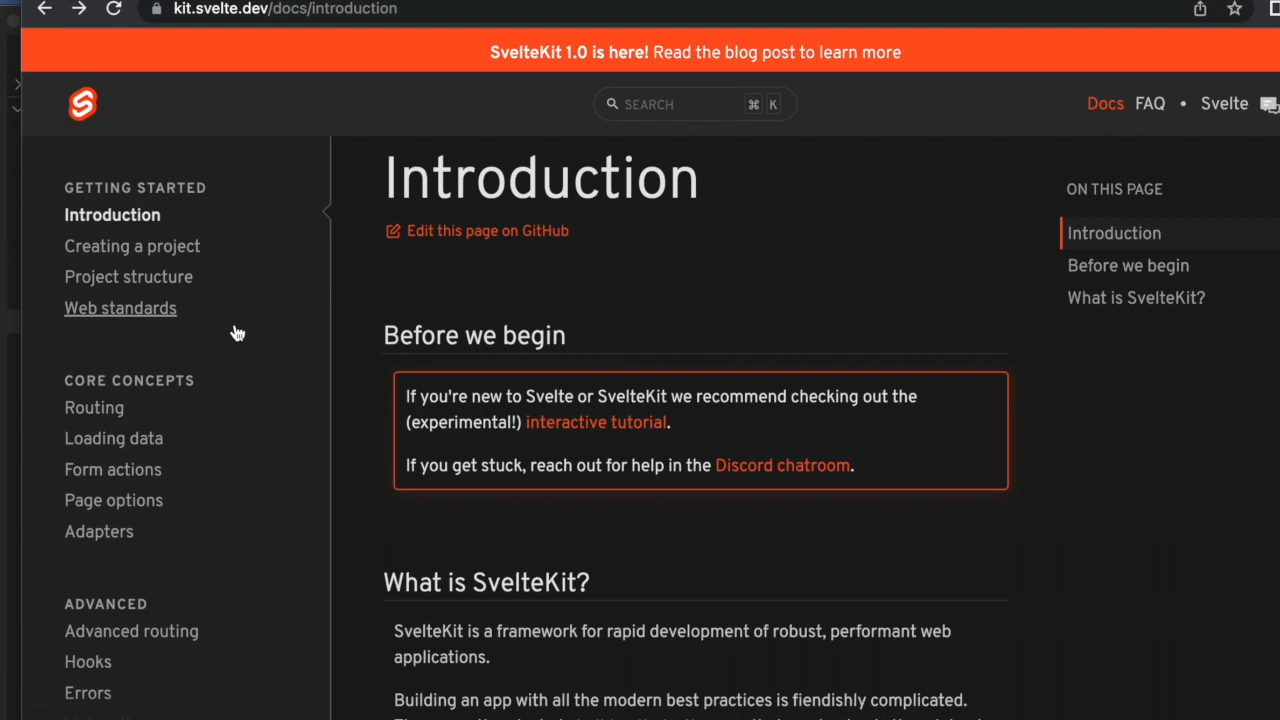 kit.svelte.dev/docs/introduction
SvelteKit 1.0 is here! Read the blog post to learn more
SEARCH ⌘ K
Docs FAQ • Svelte
GETTING STARTED
Introduction
Creating a project
Project structure
Web standards
CORE CONCEPTS
Routing
Loading data
Form actions
Page options
Adapters
ADVANCED
Advanced routing
Hooks
Errors
Introduction
Edit this page on GitHub
Before we begin
If you're new to Svelte or SvelteKit we recommend checking out the
(experimental!) interactive tutorial.
If you get stuck, reach out for help in the Discord chatroom.
What is SvelteKit?
SvelteKit is a framework for rapid development of robust, performant web
applications.
Building an app with all the modern best practices is fiendishly complicated.
ON THIS PAGE
Introduction
Before we begin
What is SvelteKit?